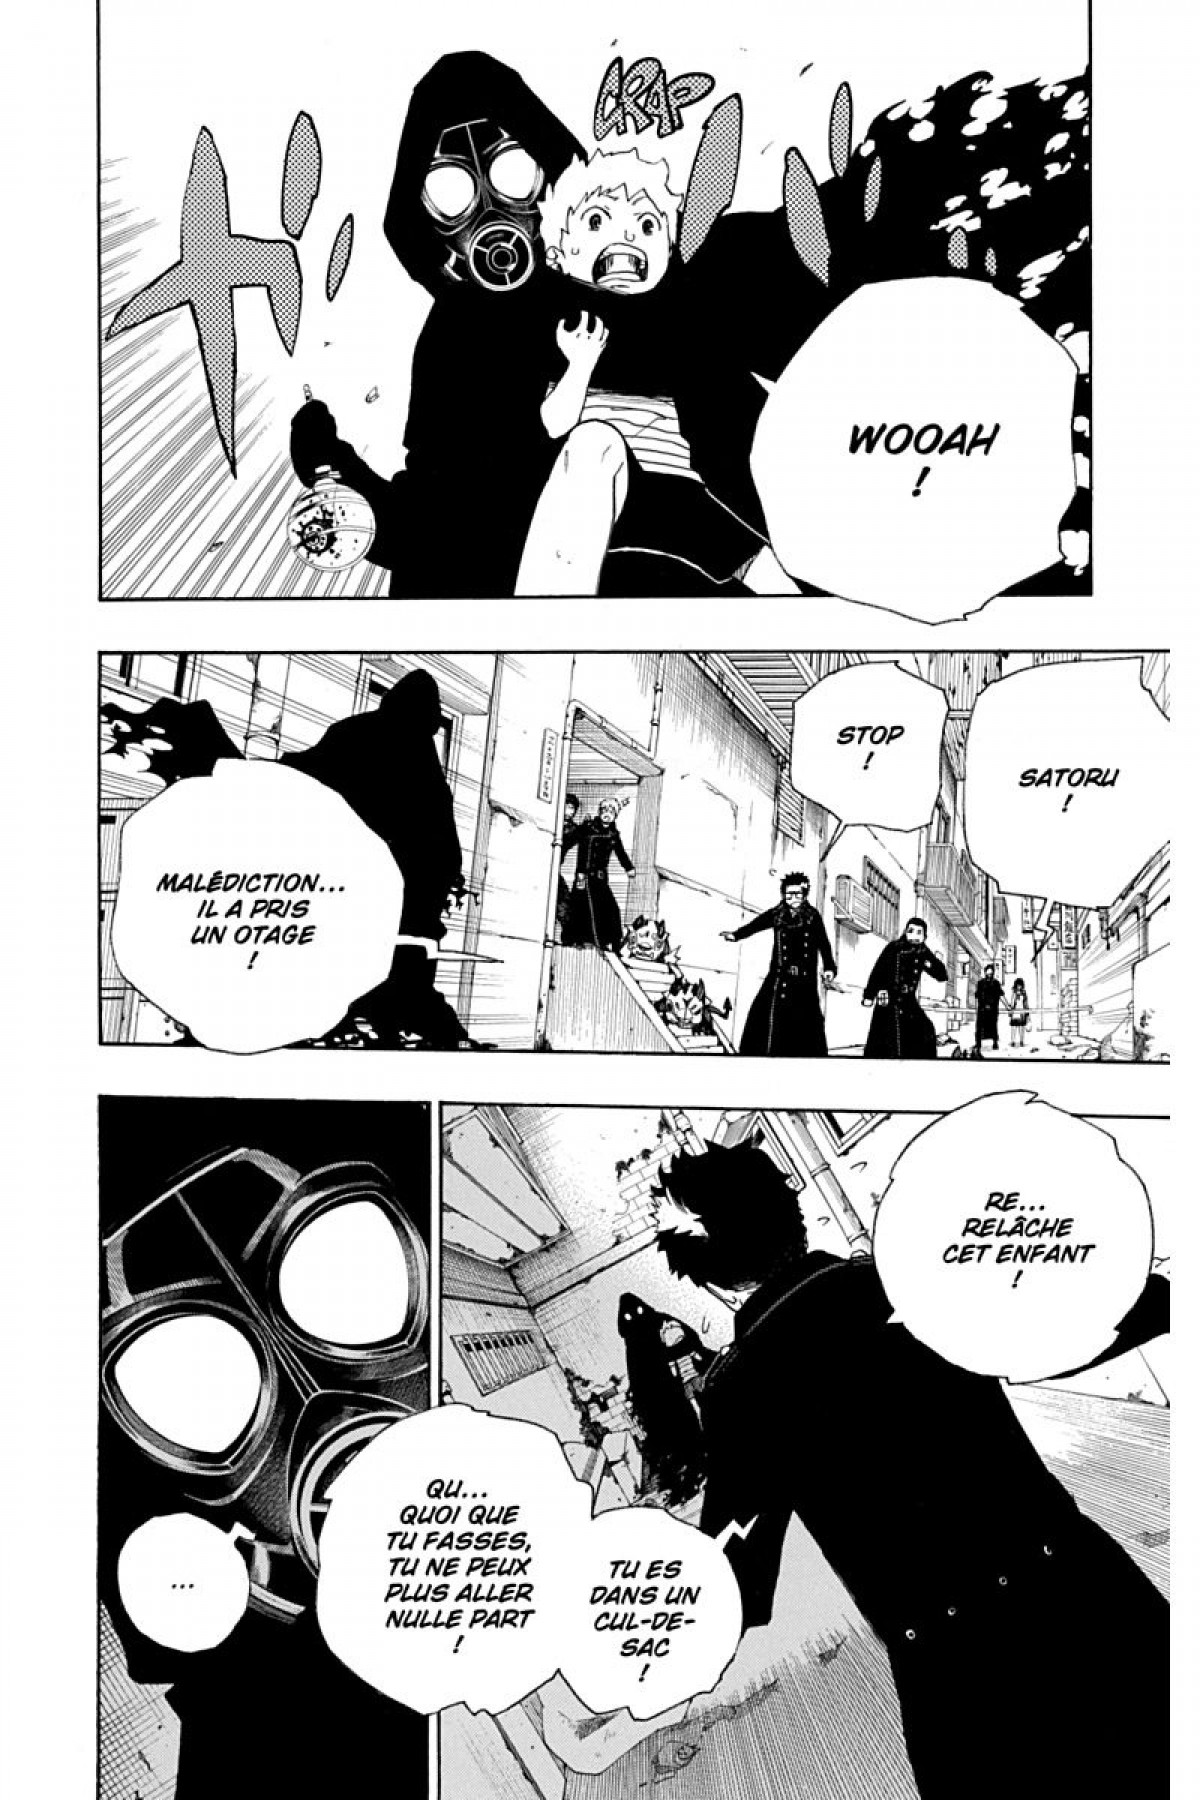 CRAP
WOOAH
!
SATORU
!
STOP
!
MALÉDICTION...
IL A PRIS
UN OTAGE
!
RE...
RELÂCHE
CET ENFANT
!
TU ES
DANS UN
CUL-DE-
SAC
!
QU...
QUOI QUE
TU FASSES,
TU NE PEUX
PLUS ALLER
NULLE PART
!
...